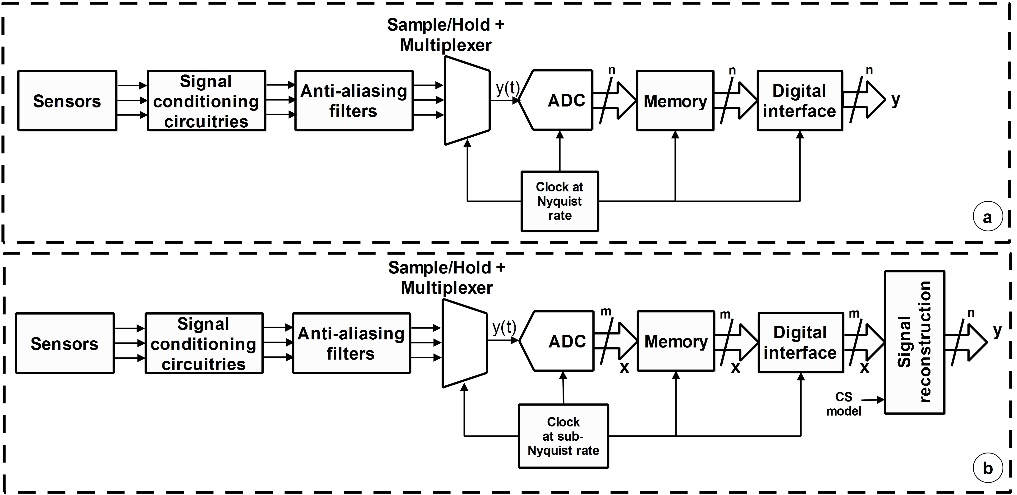 Sample/Hold +
Multiplexer
Sensors
Signal
conditioning
circuitries
Anti-aliasing
filters
y(t)
ADC
n
Memory
n
Digital
interface
n
y
Clock at
Nyquist
rate
a
Sample/Hold +
Multiplexer
Sensors
Signal
conditioning
circuitries
Anti-aliasing
filters
y(t)
ADC
m
X
Memory
m
X
Digital
interface
m
X
Signal
reconstruction
n
y
CS
model
Clock
at sub-
Nyquist rate
b